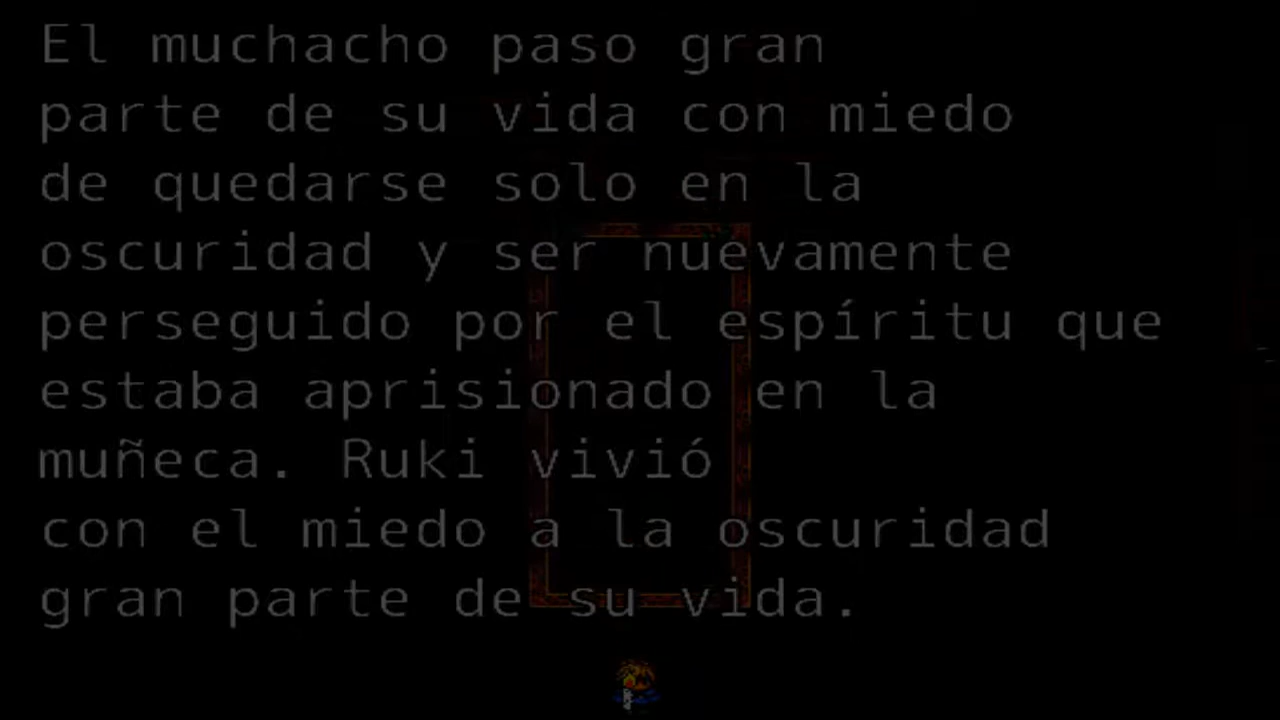 El muchacho paso gran
parte de su vida con miedo
de quedarse solo en la
oscuridad y ser nuevamente
perseguido por el espíritu que
estaba aprisionado en la
muñeca. Ruki vivió
con el miedo a la oscuridad
gran parte de su vida.